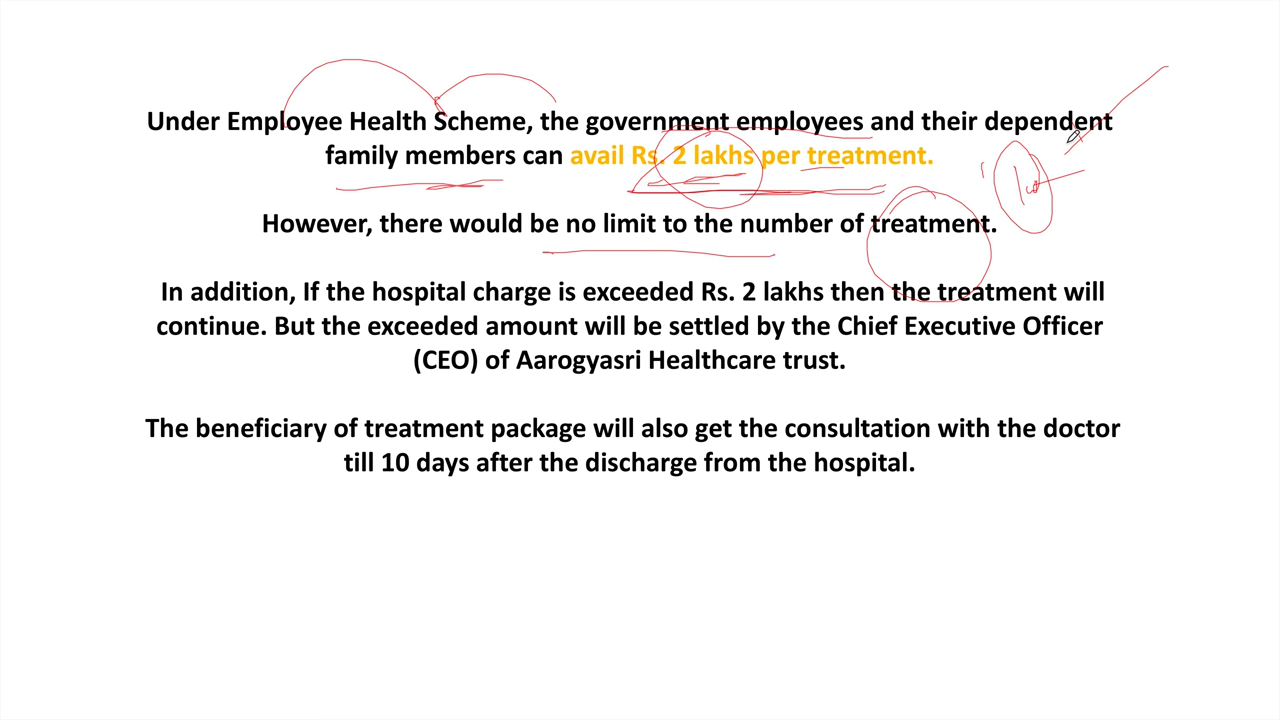 Under Employee Health Scheme, the government employees and their dependent
family members can avail Rs. 2 lakhs per treatment.
However, there would be no limit to the number of treatment.
In addition, If the hospital charge is exceeded Rs. 2 lakhs then the treatment will
continue. But the exceeded amount will be settled by the Chief Executive Officer
(CEO) of Aarogyasri Healthcare trust.
The beneficiary of treatment package will also get the consultation with the doctor
till 10 days after the discharge from the hospital.